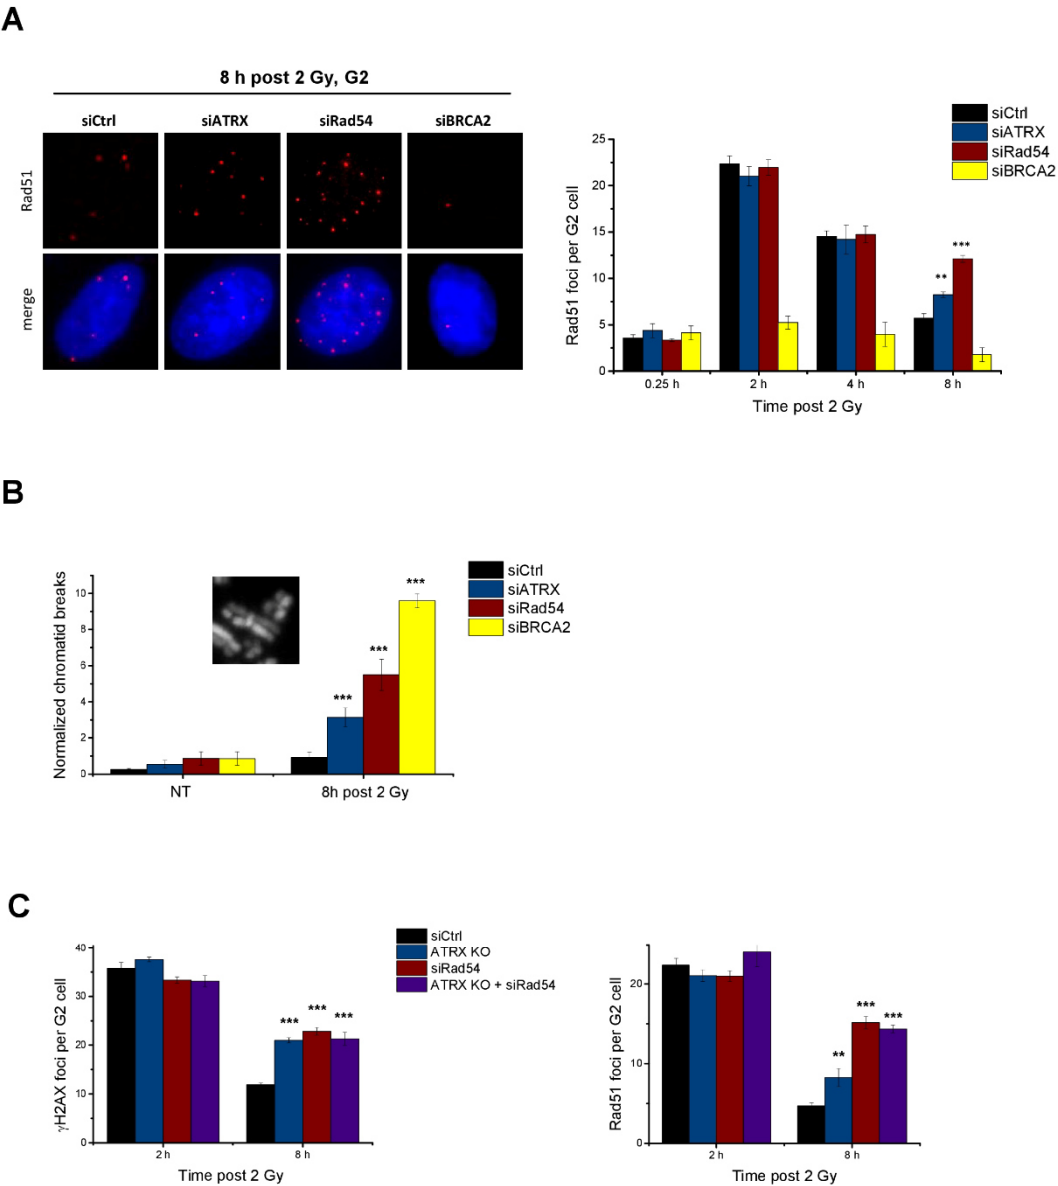 A
8 h post 2 Gy, G2
siCtrl siATRX siRad54 siBRCA2
Rad51
merge
siCtrl
siATRX
siRad54
siBRCA2
Rad51 foci per G2 cell
25
20
15
10
5
0
** ***
0.25 h 2 h 4 h 8 h
Time post 2 Gy
B
Normalized chromatid breaks
10
8
6
4
2
0
*** *** ***
NT 8h post 2 Gy
siCtrl
siATRX
siRad54
siBRCA2
C
γH2AX foci per G2 cell
40
30
20
10
0
*** *** ***
2 h 8 h
Time post 2 Gy
siCtrl
ATRX KO
siRad54
ATRX KO + siRad54
Rad51 foci per G2 cell
20
10
0
** *** ***
2 h 8 h
Time post 2 Gy